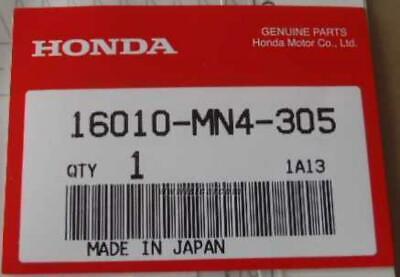 HONDA
GENUINE PARTS
Honda Motor Co., Ltd.
16010-MN4-305
QTY 1 1A13
MADE IN JAPAN